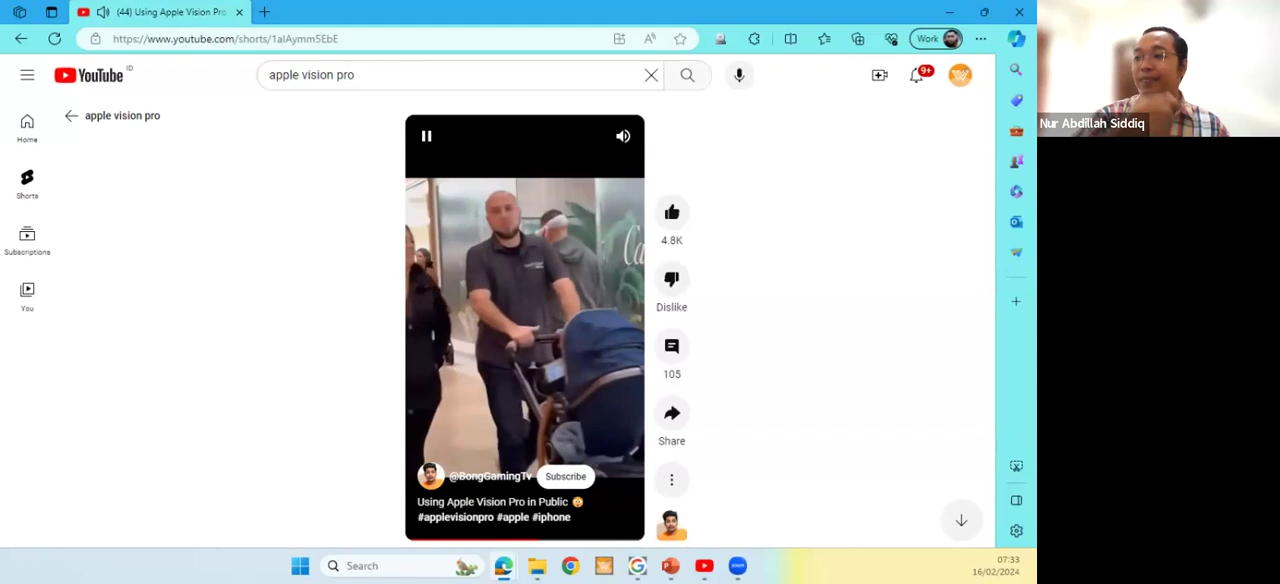 (44) Using Apple Vision Pro
https://www.youtube.com/shorts/1alAymm5EbE
Work
YouTube ID
apple vision pro
9+
apple vision pro
Home
Shorts
Subscriptions
You
4.8K
Dislike
105
Share
@BongGamingTv
Subscribe
Using Apple Vision Pro in Public
#applevisionpro #apple #iphone
Nur Abdillah Siddiq
Search
07:33
16/02/2024